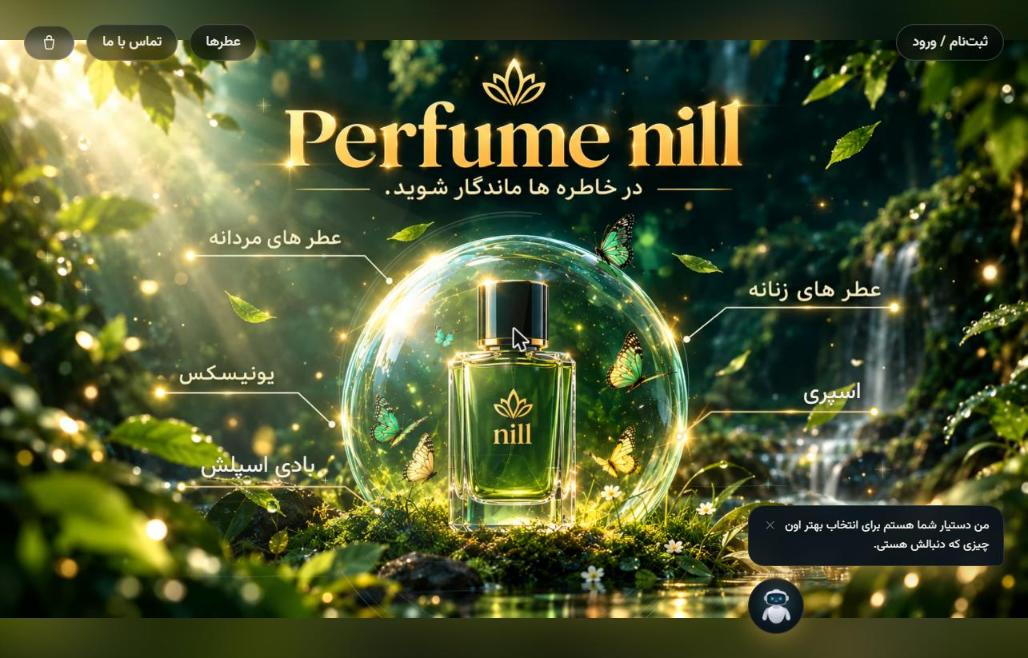 ثبت‌نام / ورود
عطرها
تماس با ما
Perfume nill
در خاطره ها ماندگار شوید.
عطر های مردانه
عطر های زنانه
یونیسکس
اسپری
nill
بادی اسپلش
من دستیار شما هستم برای انتخاب بهتر اون
چیزی که دنبالش هستی.